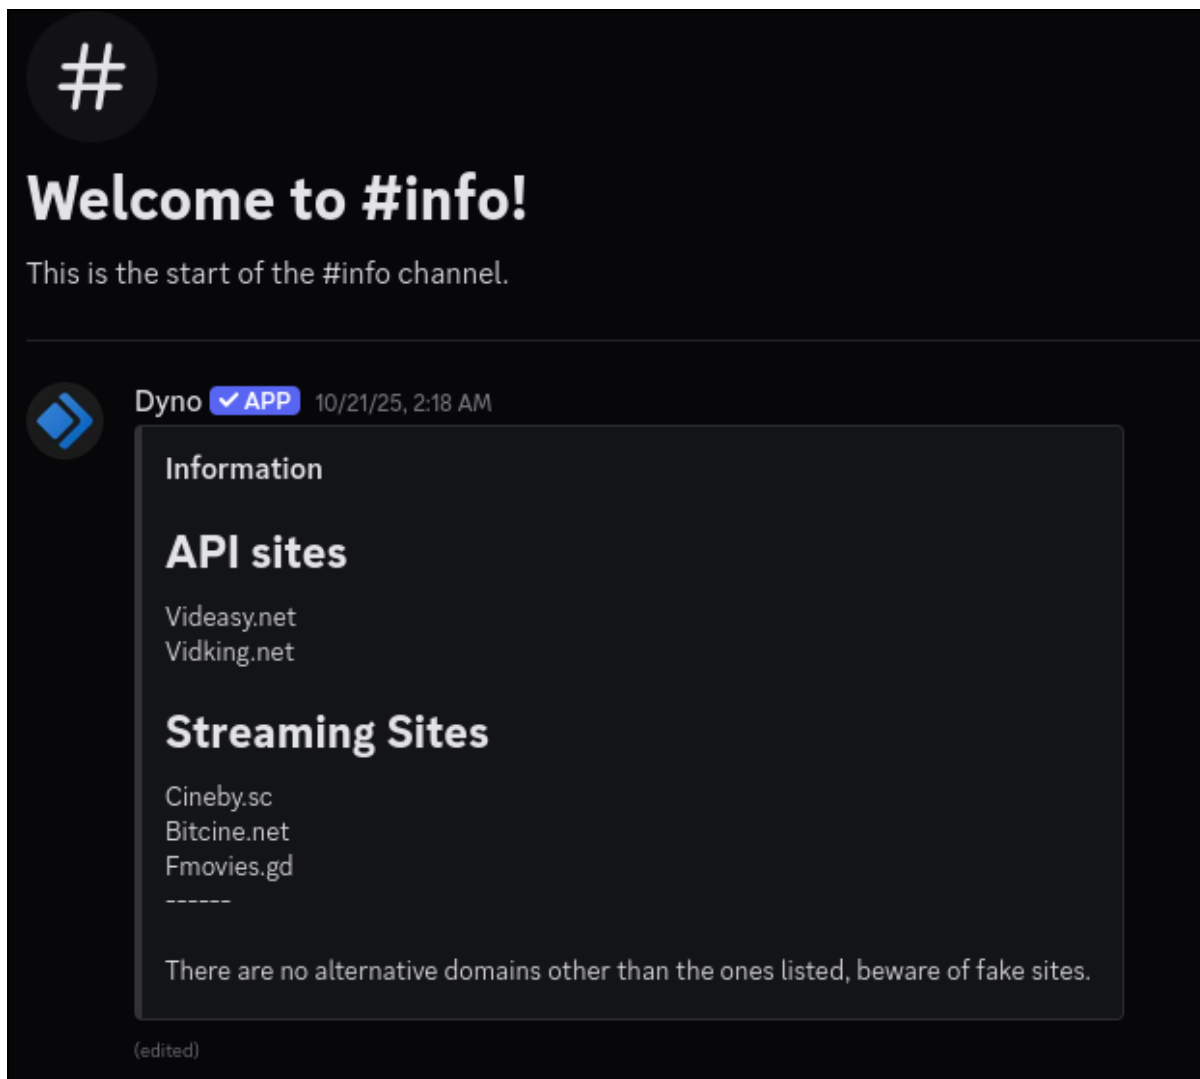 #
Welcome to #info!
This is the start of the #info channel.
Dyno ✓ APP 10/21/25, 2:18 AM
Information
API sites
Videasy.net
Vidking.net
Streaming Sites
Cineby.sc
Bitcine.net
Fmovies.gd
------
There are no alternative domains other than the ones listed, beware of fake sites.
(edited)